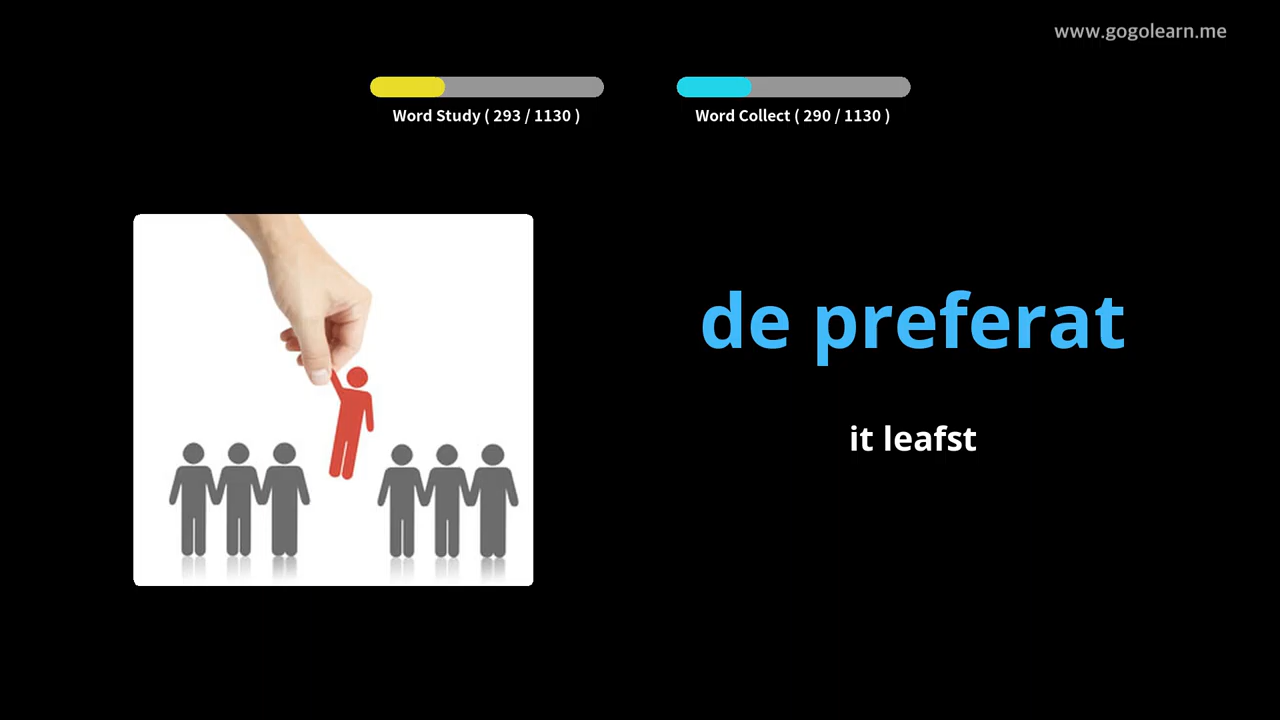 www.gogolearn.me
Word Study ( 293 / 1130 )
Word Collect ( 290 / 1130 )
de preferat
it leafst